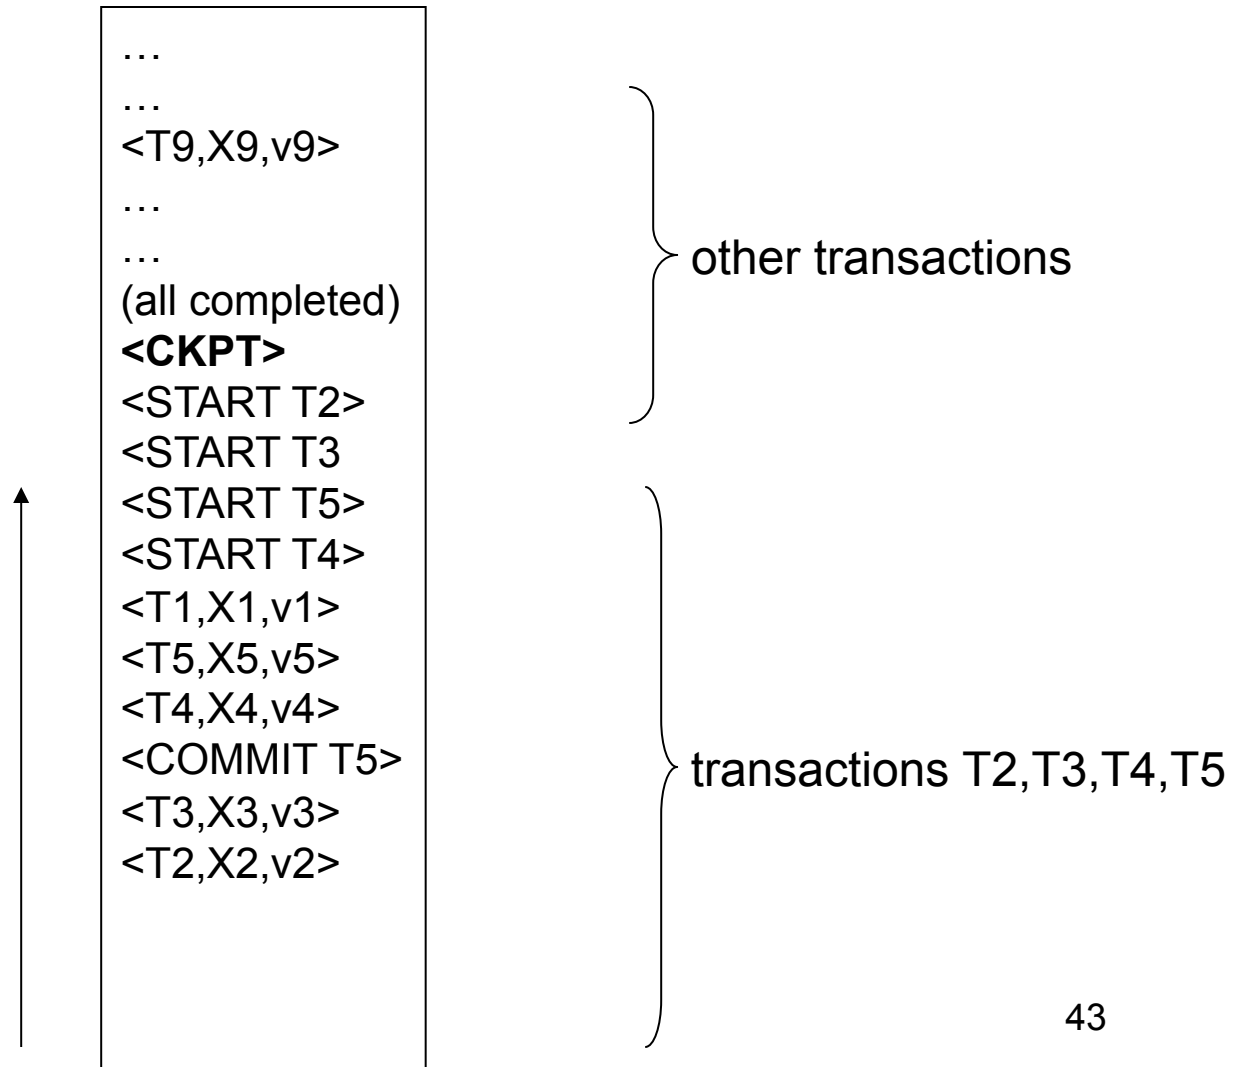 …
…
<T9,X9,v9>
…
…
other transactions
(all completed)
<CKPT>
<START T2>
<START T3
<START T5>
<START T4>
<T1,X1,v1>
<T5,X5,v5>
<T4,X4,v4>
<COMMIT T5>
transactions T2,T3,T4,T5
<T3,X3,v3>
<T2,X2,v2>
43